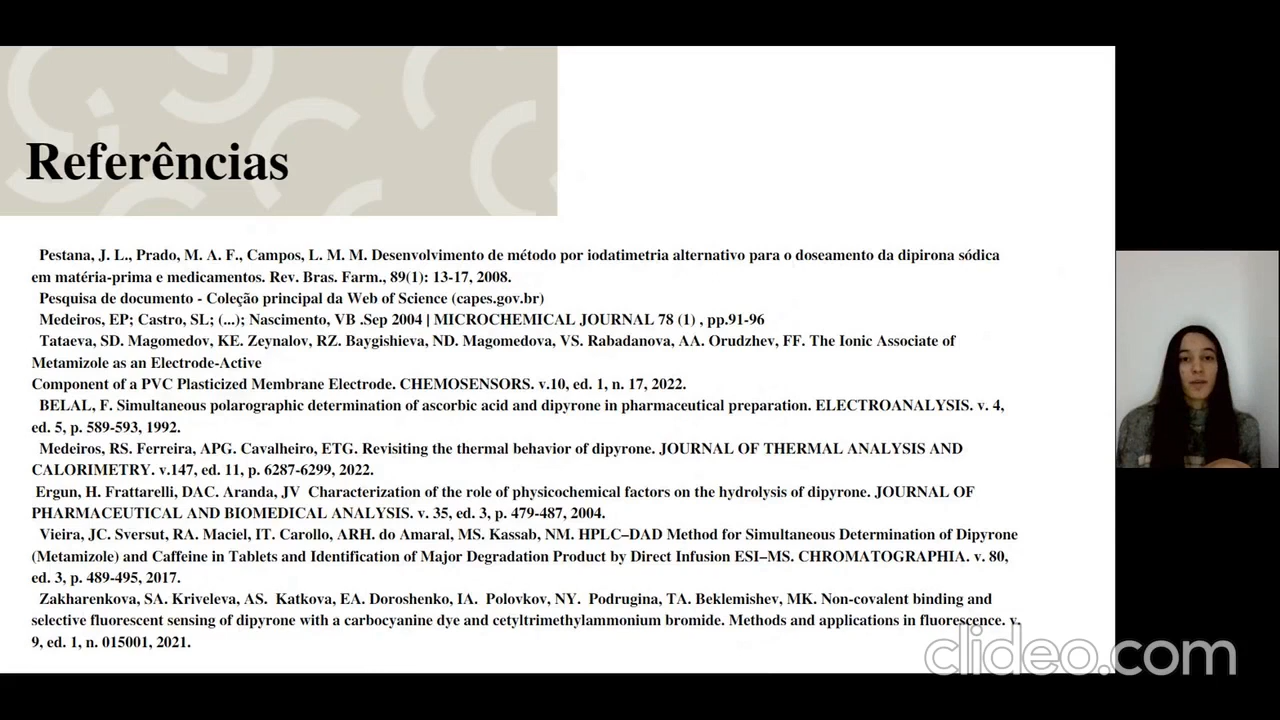 Referências
Pestana, J. L., Prado, M. A. F., Campos, L. M. M. Desenvolvimento de método por iodatimetria alternativo para o doseamento da dipirona sódica
em matéria-prima e medicamentos. Rev. Bras. Farm., 89(1): 13-17, 2008.
Pesquisa de documento - Coleção principal da Web of Science (capes.gov.br)
Medeiros, EP; Castro, SL; (...); Nascimento, VB .Sep 2004 | MICROCHEMICAL JOURNAL 78 (1) , pp.91-96
Tataeva, SD. Magomedov, KE. Zeynalov, RZ. Baygishieva, ND. Magomedova, VS. Rabadanova, AA. Orudzhev, FF. The Ionic Associate of
Metamizole as an Electrode-Active
Component of a PVC Plasticized Membrane Electrode. CHEMOSENSORS. v.10, ed. 1, n. 17, 2022.
BELAL, F. Simultaneous polarographic determination of ascorbic acid and dipyrone in pharmaceutical preparation. ELECTROANALYSIS. v. 4,
ed. 5, p. 589-593, 1992.
Medeiros, RS. Ferreira, APG. Cavalheiro, ETG. Revisiting the thermal behavior of dipyrone. JOURNAL OF THERMAL ANALYSIS AND
CALORIMETRY. v.147, ed. 11, p. 6287-6299, 2022.
Ergun, H. Frattarelli, DAC. Aranda, JV Characterization of the role of physicochemical factors on the hydrolysis of dipyrone. JOURNAL OF
PHARMACEUTICAL AND BIOMEDICAL ANALYSIS. v. 35, ed. 3, p. 479-487, 2004.
Vieira, JC. Sversut, RA. Maciel, IT. Carollo, ARH. do Amaral, MS. Kassab, NM. HPLC–DAD Method for Simultaneous Determination of Dipyrone
(Metamizole) and Caffeine in Tablets and Identification of Major Degradation Product by Direct Infusion ESI–MS. CHROMATOGRAPHIA. v. 80,
ed. 3, p. 489-495, 2017.
Zakharenkova, SA. Kriveleva, AS. Katkova, EA. Doroshenko, IA. Polovkov, NY. Podrugina, TA. Beklemishev, MK. Non-covalent binding and
selective fluorescent sensing of dipyrone with a carbocyanine dye and cetyltrimethylammonium bromide. Methods and applications in fluorescence. v.
9, ed. 1, n. 015001, 2021.
clideo.com